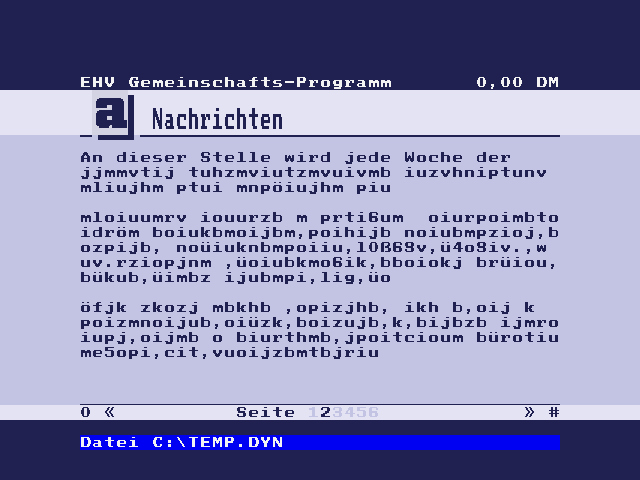 EHV Gemeinschafts-Programm 0,00 DM
a Nachrichten
An dieser Stelle wird jede Woche der
jjmmvtij tuhzmviutzmvuivmb iuzvhniptunv
mliujhm ptui mnpöiujhm piu
mloiuumrv iouurzb m prti6um oiurpoimbto
idröm boiukbmoijbm,poihijb noiubmpzioj,b
ozpijb, noüiuknbmpoiiu,l0ß68v,ü4o8iv.,w
uv.rziopjnm ,üoiubkmo6ik,bboiokj brüiou,
bükub,üimbz ijubmpi,lig,üo
öfjk zkozj mbkhb ,opizjhb, ikh b,oij k
poizmnoijub,oiüzk,boizujb,k,bijbzb ijmro
iupj,oijmb o biurthmb,jpoitcioum bürotiu
me5opi,cit,vuoijzbmtbjriu
0 « Seite 123456 » #
Datei C:\TEMP.DYN